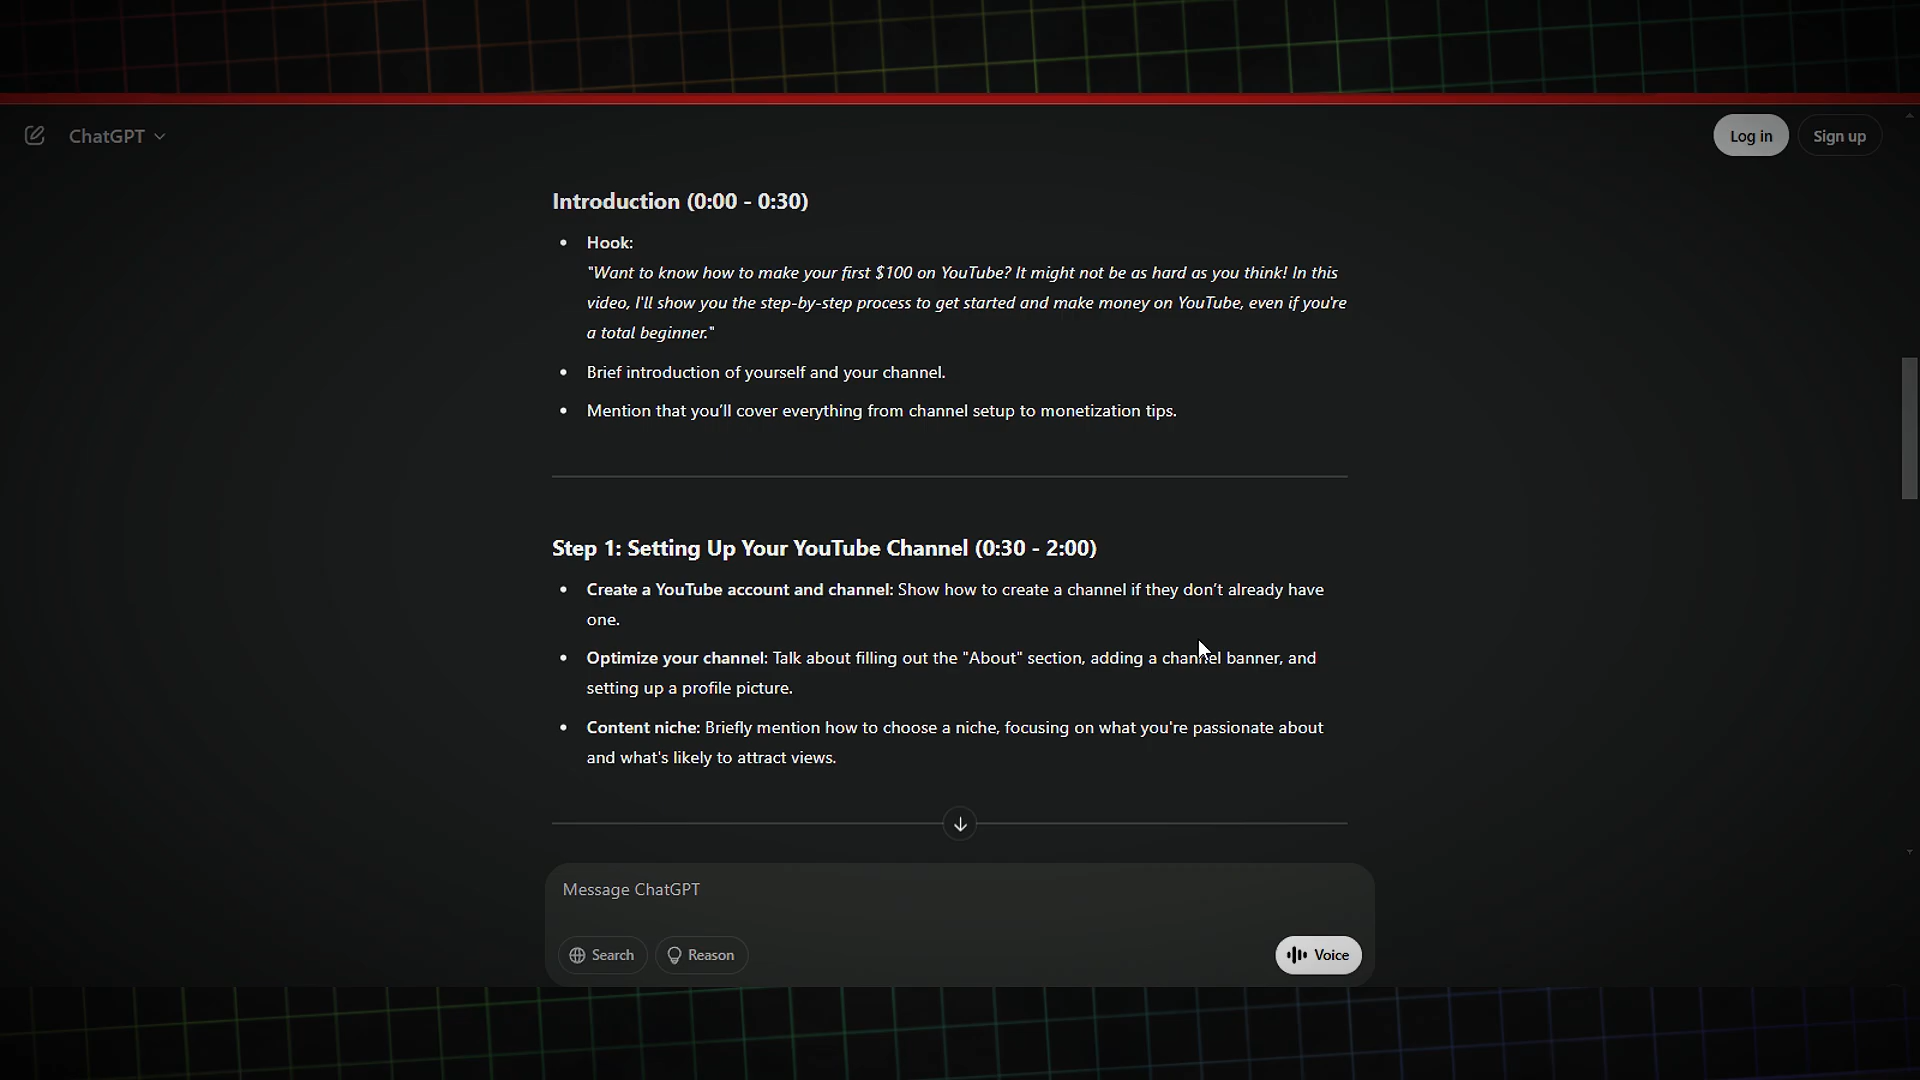 ChatGPT
Log in
Sign up
Introduction (0:00 - 0:30)
• Hook:
"Want to know how to make your first $100 on YouTube? It might not be as hard as you think! In this
video, I'll show you the step-by-step process to get started and make money on YouTube, even if you're
a total beginner."
• Brief introduction of yourself and your channel.
• Mention that you’ll cover everything from channel setup to monetization tips.
Step 1: Setting Up Your YouTube Channel (0:30 - 2:00)
• Create a YouTube account and channel: Show how to create a channel if they don’t already have
one.
• Optimize your channel: Talk about filling out the "About" section, adding a channel banner, and
setting up a profile picture.
• Content niche: Briefly mention how to choose a niche, focusing on what you're passionate about
and what's likely to attract views.
Message ChatGPT
Search
Reason
Voice